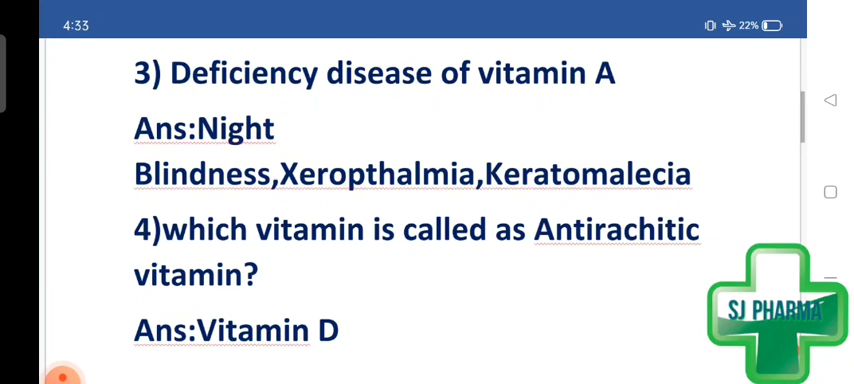 4:33
22%
3) Deficiency disease of vitamin A
Ans:Night
Blindness,Xeropthalmia,Keratomalecia
4)which vitamin is called as Antirachitic
vitamin?
Ans:Vitamin D
SJ PHARMA